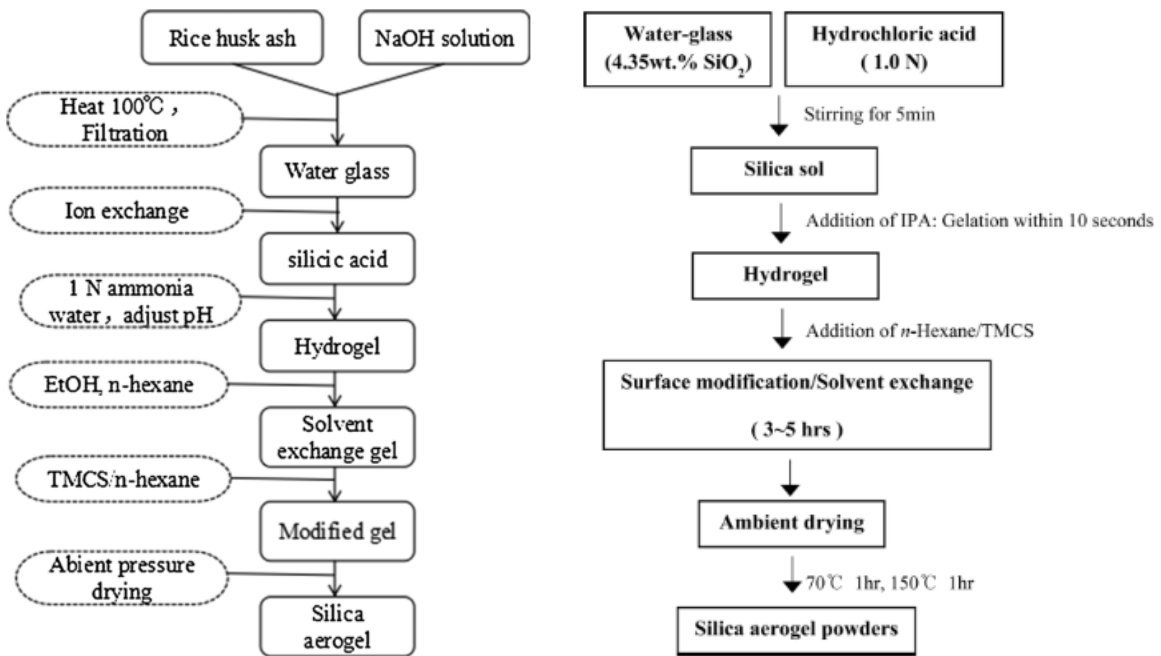 Rice husk ash
NaOH solution
Heat 100℃ ,
Filtration
Water glass
Ion exchange
silicic acid
1 N ammonia
water, adjust pH
Hydrogel
EtOH, n-hexane
Solvent
exchange gel
TMCS/n-hexane
Modified gel
Abient pressure
drying
Silica
aerogel
Water-glass
(4.35wt.% SiO₂)
Hydrochloric acid
( 1.0 N)
Stirring for 5min
Silica sol
Addition of IPA: Gelation within 10 seconds
Hydrogel
Addition of n-Hexane/TMCS
Surface modification/Solvent exchange
( 3~5 hrs )
Ambient drying
70℃ 1hr, 150℃ 1hr
Silica aerogel powders